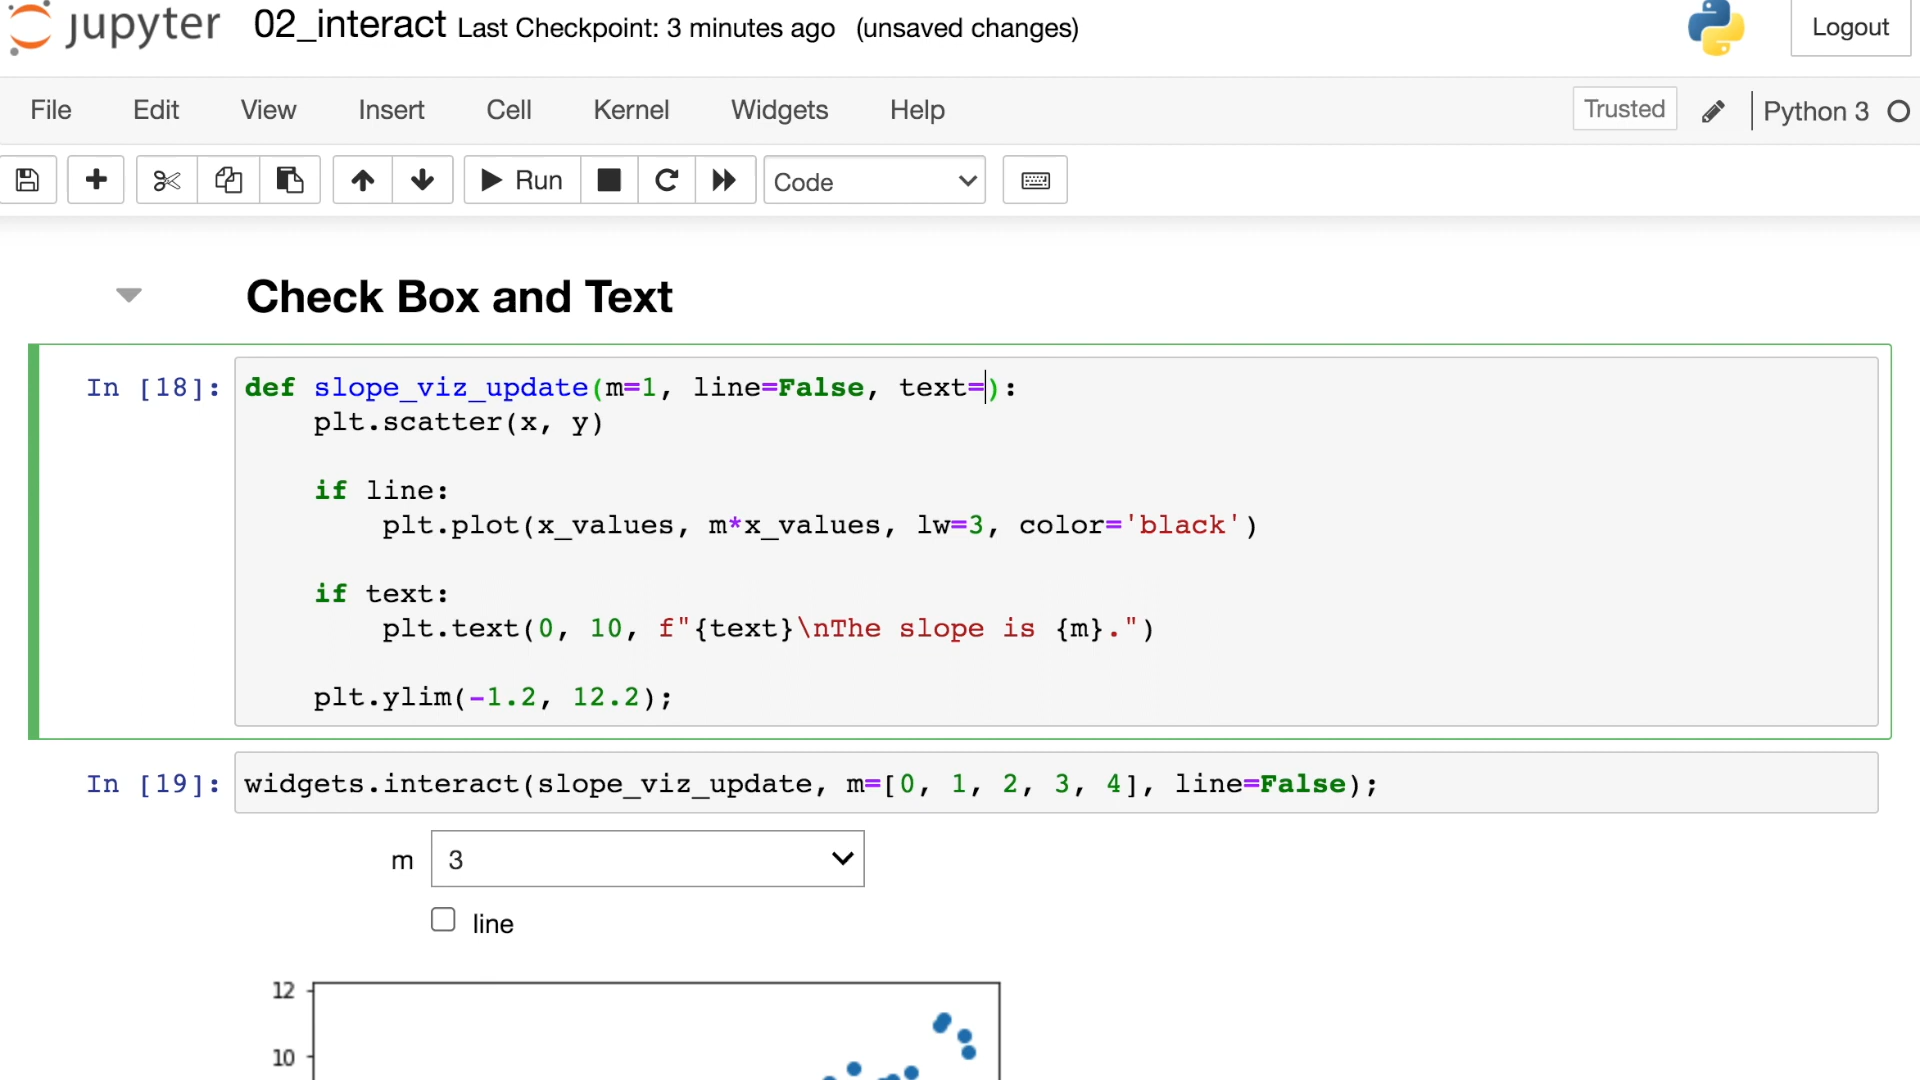 jupyter 02_interact Last Checkpoint: 3 minutes ago (unsaved changes) Logout
File Edit View Insert Cell Kernel Widgets Help Trusted Python 3
Run Code
Check Box and Text
In [18]: def slope_viz_update(m=1, line=False, text=):
    plt.scatter(x, y)
    if line:
        plt.plot(x_values, m*x_values, lw=3, color='black')
    if text:
        plt.text(0, 10, f"{text}\nThe slope is {m}.")
    plt.ylim(-1.2, 12.2);
In [19]: widgets.interact(slope_viz_update, m=[0, 1, 2, 3, 4], line=False);
m 3
line
12
10